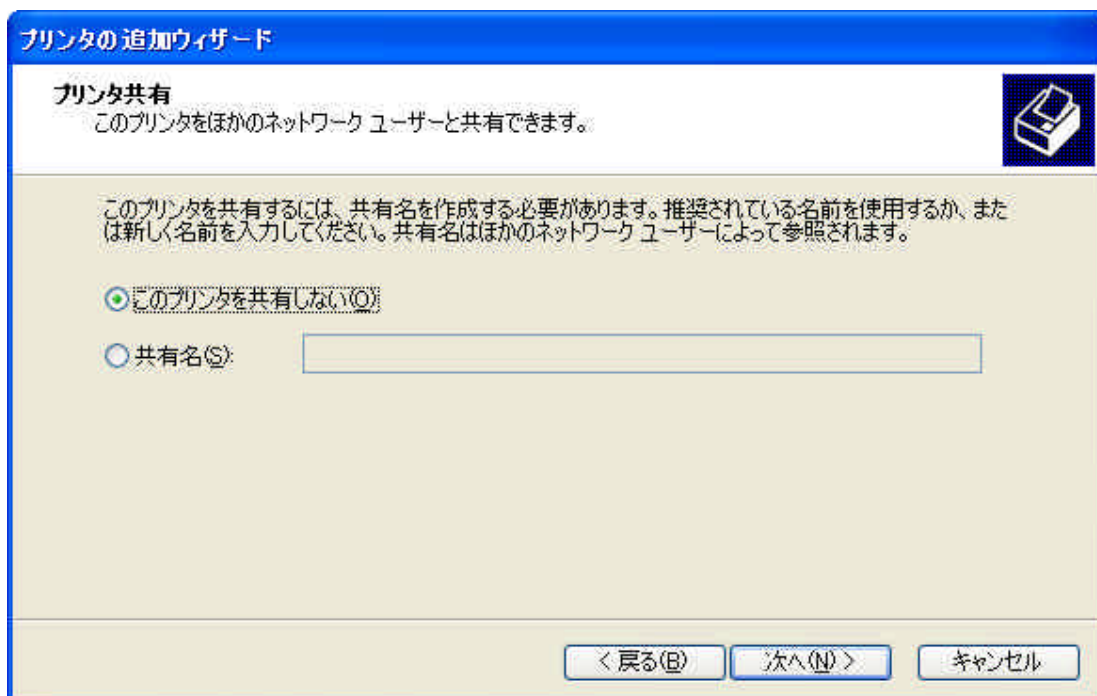 プリンタの追加ウィザード
プリンタ共有
このプリンタをほかのネットワーク ユーザーと共有できます。
このプリンタを共有するには、共有名を作成する必要があります。推奨されている名前を使用するか、また
は新しく名前を入力してください。共有名はほかのネットワーク ユーザーによって参照されます。
このプリンタを共有しない(O)
共有名(S):
< 戻る(B) 次へ(N) > キャンセル